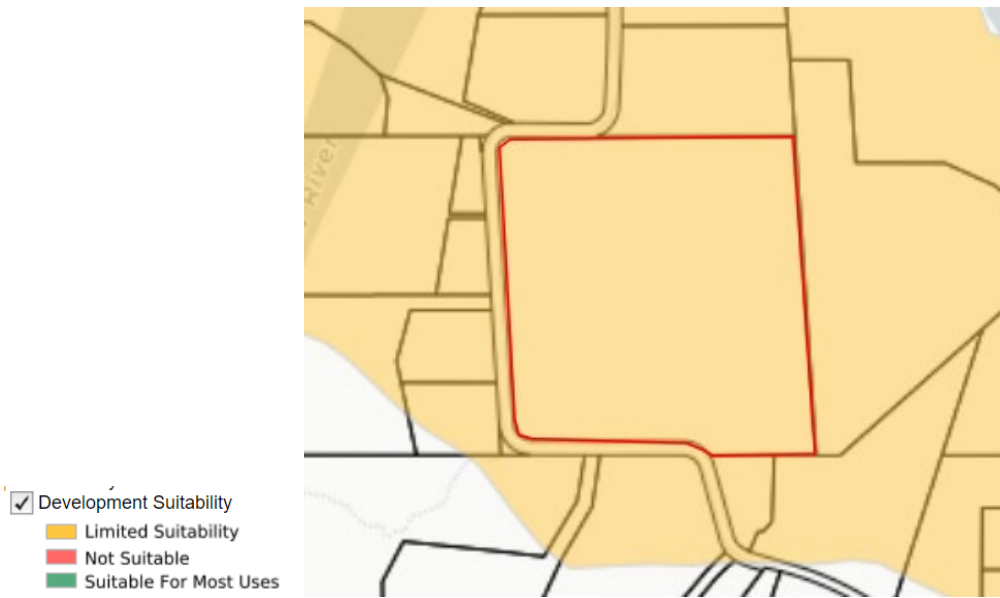 River
Development Suitability
Limited Suitability
Not Suitable
Suitable For Most Uses